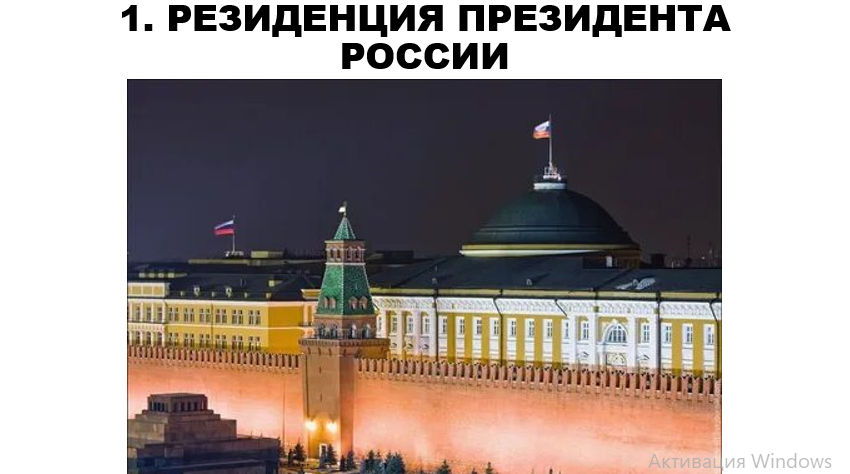 1. РЕЗИДЕНЦИЯ ПРЕЗИДЕНТА
РОССИИ
Активация Windows